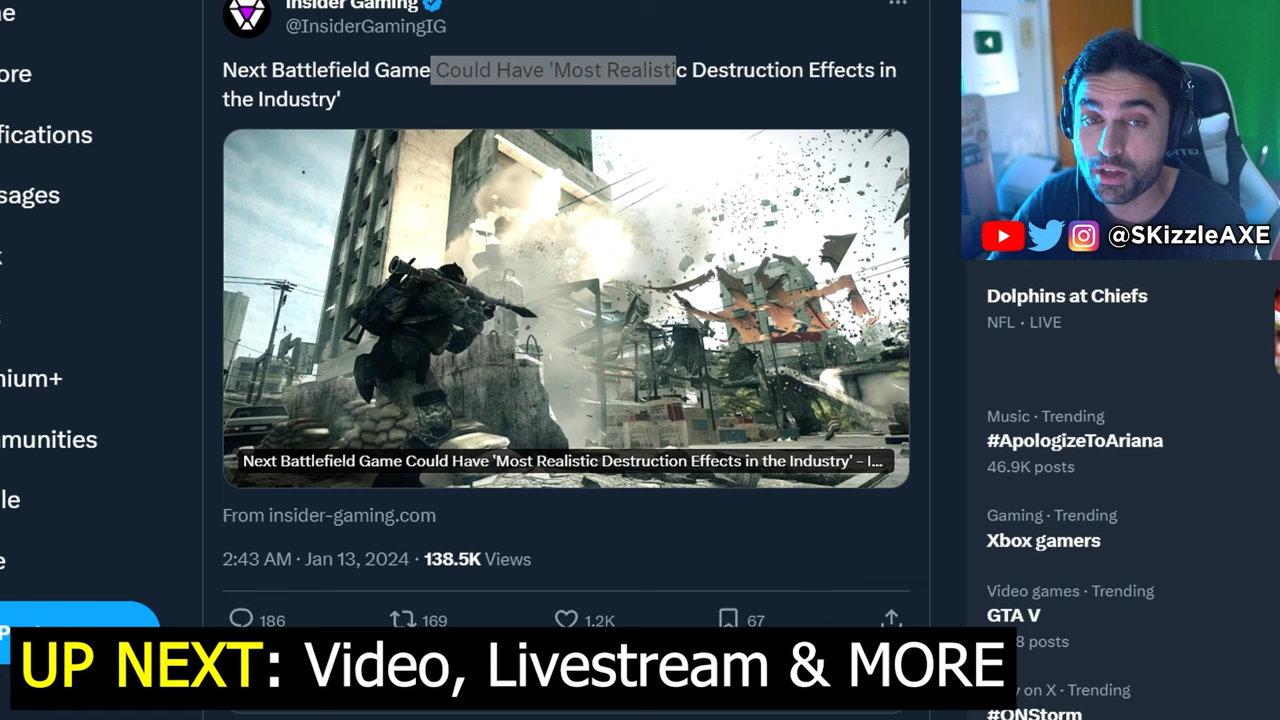 Insider Gaming
@InsiderGamingIG
Next Battlefield Game Could Have 'Most Realistic Destruction Effects in
the Industry'
Next Battlefield Game Could Have 'Most Realistic Destruction Effects in the Industry' – I...
From insider-gaming.com
2:43 AM · Jan 13, 2024 · 138.5K Views
186
169
1.2K
67
ore
fications
sages
nium+
munities
le
e
@SKizzleAXE
Dolphins at Chiefs
NFL · LIVE
Music · Trending
#ApologizeToAriana
46.9K posts
Gaming · Trending
Xbox gamers
Video games · Trending
GTA V
8 posts
y on X · Trending
#ONStorm
UP NEXT: Video, Livestream & MORE